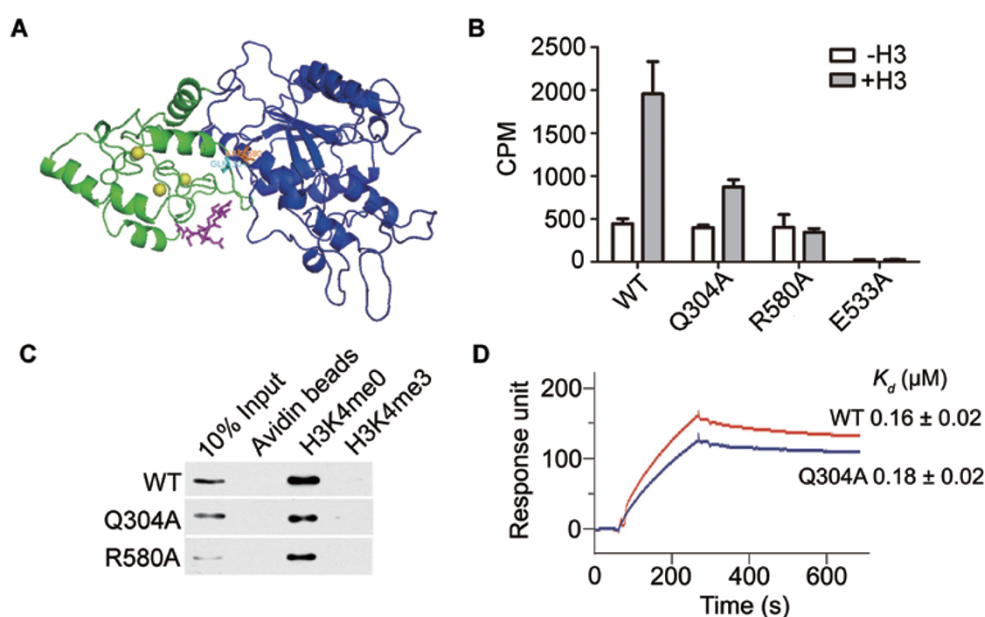 A
B
2500
2000
1500
1000
500
0
CPM
-H3
+H3
WT
Q304A
R580A
E533A
C
10% Input
Avidin beads
H3K4me0
H3K4me3
WT
Q304A
R580A
D
Response unit
200
100
0
0
200
400
600
Time (s)
Kd (µM)
WT 0.16 ± 0.02
Q304A 0.18 ± 0.02